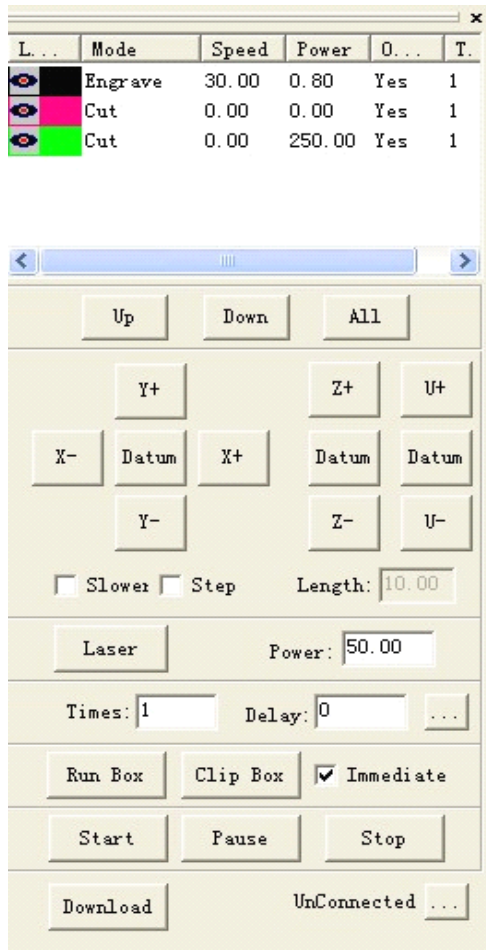 L... Mode Speed Power O... T.
Engrave 30.00 0.80 Yes 1
Cut 0.00 0.00 Yes 1
Cut 0.00 250.00 Yes 1
Up Down All
Y+ Z+ U+
X- Datum X+ Datum Datum
Y- Z- U-
Slower Step Length: 10.00
Laser Power: 50.00
Times: 1 Delay: 0 ...
Run Box Clip Box Immediate
Start Pause Stop
Download UnConnected ...